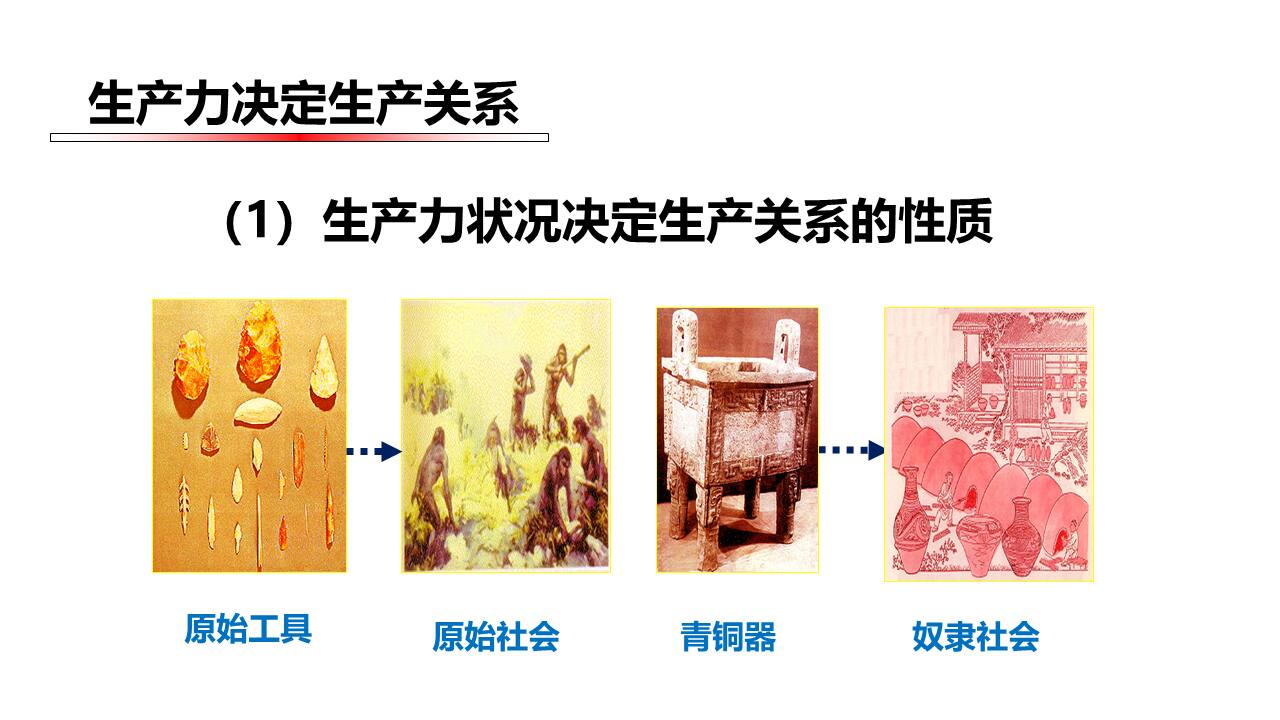 生产力决定生产关系
（1）生产力状况决定生产关系的性质
原始工具
原始社会
青铜器
奴隶社会